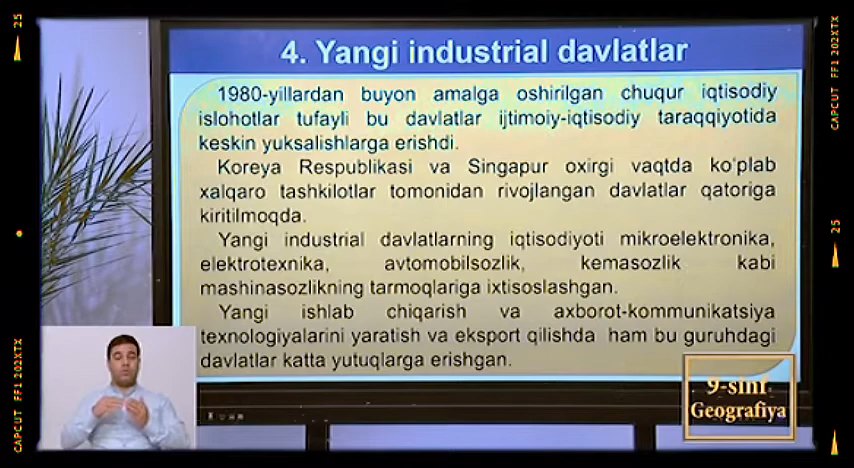 25
CAPCUT FF1 202XTX
4. Yangi industrial davlatlar
1980-yillardan buyon amalga oshirilgan chuqur iqtisodiy
islohotlar tufayli bu davlatlar ijtimoiy-iqtisodiy taraqqiyotida
keskin yuksalishlarga erishdi.
Koreya Respublikasi va Singapur oxirgi vaqtda ko‘plab
xalqaro tashkilotlar tomonidan rivojlangan davlatlar qatoriga
kiritilmoqda.
Yangi industrial davlatlarning iqtisodiyoti mikroelektronika,
elektrotexnika, avtomobilsozlik, kemasozlik kabi
mashinasozlikning tarmoqlariga ixtisoslashgan.
Yangi ishlab chiqarish va axborot-kommunikatsiya
texnologiyalarini yaratish va eksport qilishda ham bu guruhdagi
davlatlar katta yutuqlarga erishgan.
9-sinf
Geografiya
25
CAPCUT FF1 202XTX